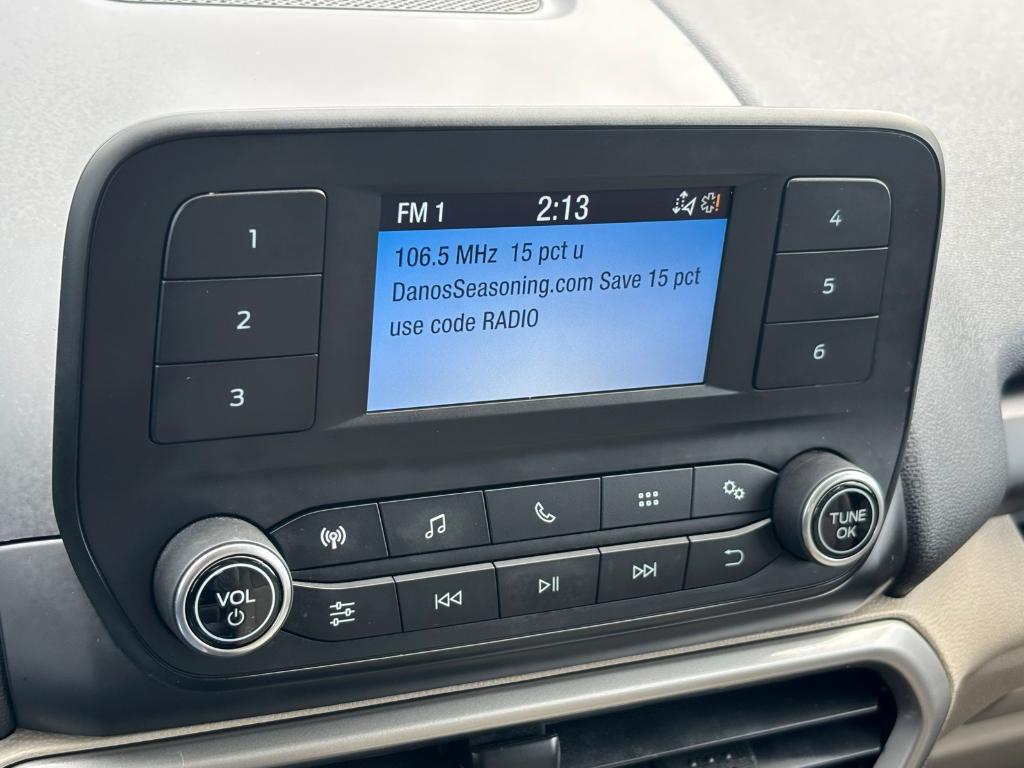 FM 1 2:13
106.5 MHz 15 pct u
DanosSeasoning.com Save 15 pct
use code RADIO
1
2
3
4
5
6
VOL
TUNE
OK